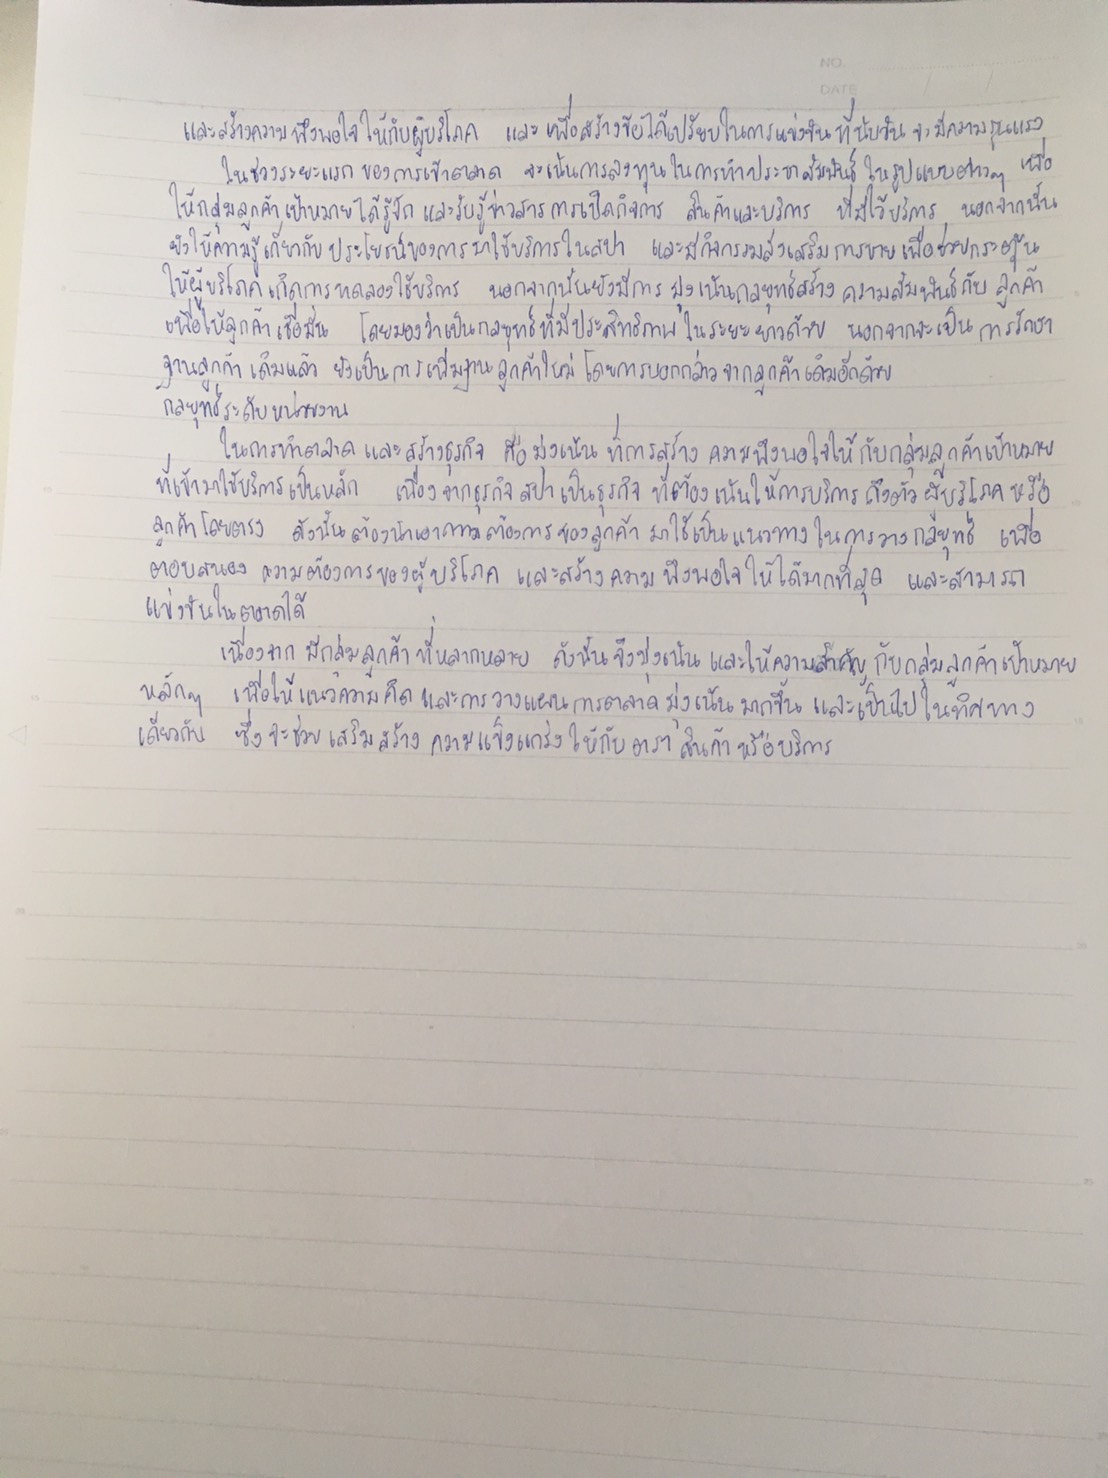 และสร้างความพึงพอใจให้กับผู้บริโภค และเพื่อสร้างข้อได้เปรียบในการแข่งขันที่นับวันจะมีความรุนแรง
ในช่วงระยะแรกของการเข้าตลาด จะเน้นการลงทุนในการทำประชาสัมพันธ์ในรูปแบบต่างๆ เพื่อ
ให้กลุ่มลูกค้าเป้าหมายได้รู้จัก และรับรู้ข่าวสารการเปิดกิจการ สินค้าและบริการ ที่มีไว้บริการ นอกจากนั้น
ยังให้ความรู้เกี่ยวกับประโยชน์ของการมาใช้บริการในสปา และมีกิจกรรมส่งเสริมการขายเพื่อช่วยกระตุ้น
ให้ผู้บริโภคเกิดการทดลองใช้บริการ นอกจากนั้นยังมีการมุ่งเน้นกลยุทธ์สร้างความสัมพันธ์กับลูกค้า
เพื่อให้ลูกค้าเชื่อมั่น โดยมองว่าเป็นกลยุทธ์ที่มีประสิทธิภาพในระยะยาวด้วย นอกจากจะเป็นการรักษา
ฐานลูกค้าเดิมแล้ว ยังเป็นการเพิ่มฐานลูกค้าใหม่โดยการบอกกล่าวจากลูกค้าเดิมอีกด้วย
กลยุทธ์ระดับหน่วยงาน
ในการทำตลาดและสร้างธุรกิจ คือมุ่งเน้นที่การสร้างความพึงพอใจให้กับกลุ่มลูกค้าเป้าหมาย
ที่เข้ามาใช้บริการเป็นหลัก เนื่องจากธุรกิจสปาเป็นธุรกิจที่ต้องเน้นให้การบริการถึงตัวผู้บริโภคหรือ
ลูกค้าโดยตรง ดังนั้นต้องนำเอาความต้องการของลูกค้ามาใช้เป็นแนวทางในการวางกลยุทธ์ เพื่อ
ตอบสนองความต้องการของผู้บริโภค และสร้างความพึงพอใจให้ได้มากที่สุด และสามารถ
แข่งขันในตลาดได้
เนื่องจากมีกลุ่มลูกค้าที่หลากหลาย ดังนั้นจึงมุ่งเน้นและให้ความสำคัญกับกลุ่มลูกค้าเป้าหมาย
หลักๆ เพื่อให้แนวความคิดและการวางแผนการตลาดมุ่งเน้นมากขึ้น และเป็นไปในทิศทาง
เดียวกับ ซึ่งจะช่วยเสริมสร้างความแข็งแกร่งให้กับตราสินค้าหรือบริการ